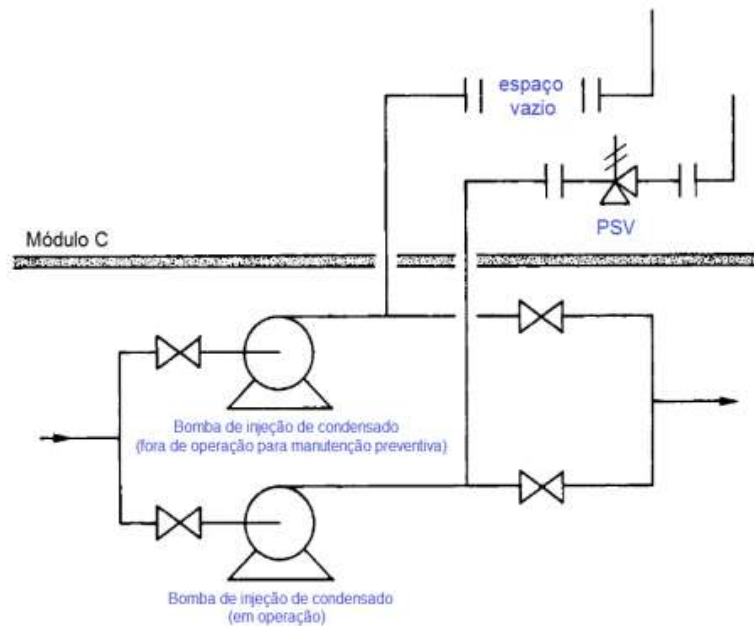 espaço
vazio
PSV
Módulo C
Bomba de injeção de condensado
(fora de operação para manutenção preventiva)
Bomba de injeção de condensado
(em operação)